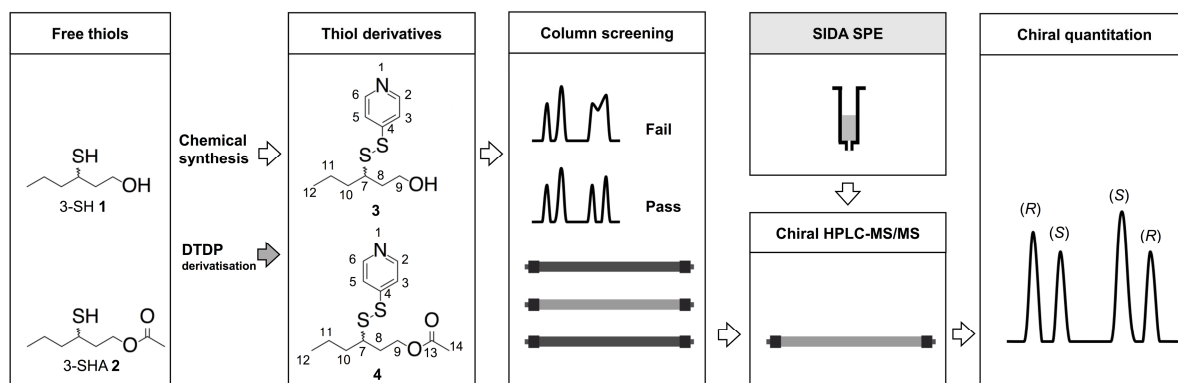 Free thiols
SH
OH
3-SH 1
SH
O
O
3-SHA 2
Chemical
synthesis
DTDP
derivatisation
Thiol derivatives
1
N
6
2
5
3
4
S
S
11
8
OH
12
10
7
9
3
1
N
6
2
5
3
4
S
S
O
11
8
14
12
10
7
9
O
13
4
Column screening
Fail
Pass
SIDA SPE
Chiral HPLC-MS/MS
Chiral quantitation
(R)
(S)
(S)
(R)